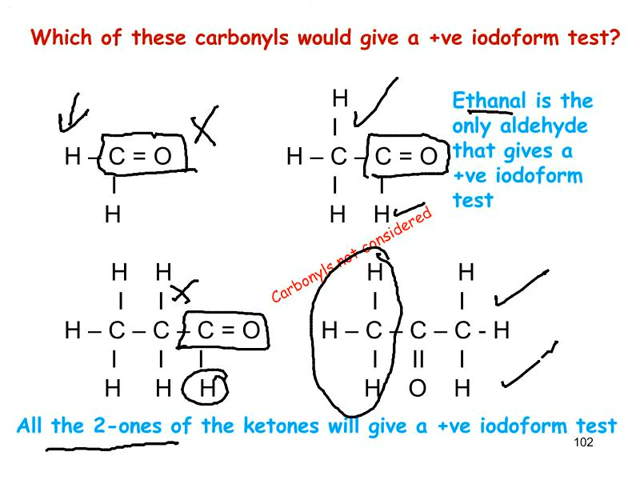 Which of these carbonyls would give a +ve iodoform test?
H
H – C = O
H
H – C – C = O
H H H
Ethanal is the
only aldehyde
that gives a
+ve iodoform
test
Carbonyls not considered
H H
H – C – C – C = O
H H H
H H
H – C – C – C - H
H O H
All the 2-ones of the ketones will give a +ve iodoform test
102